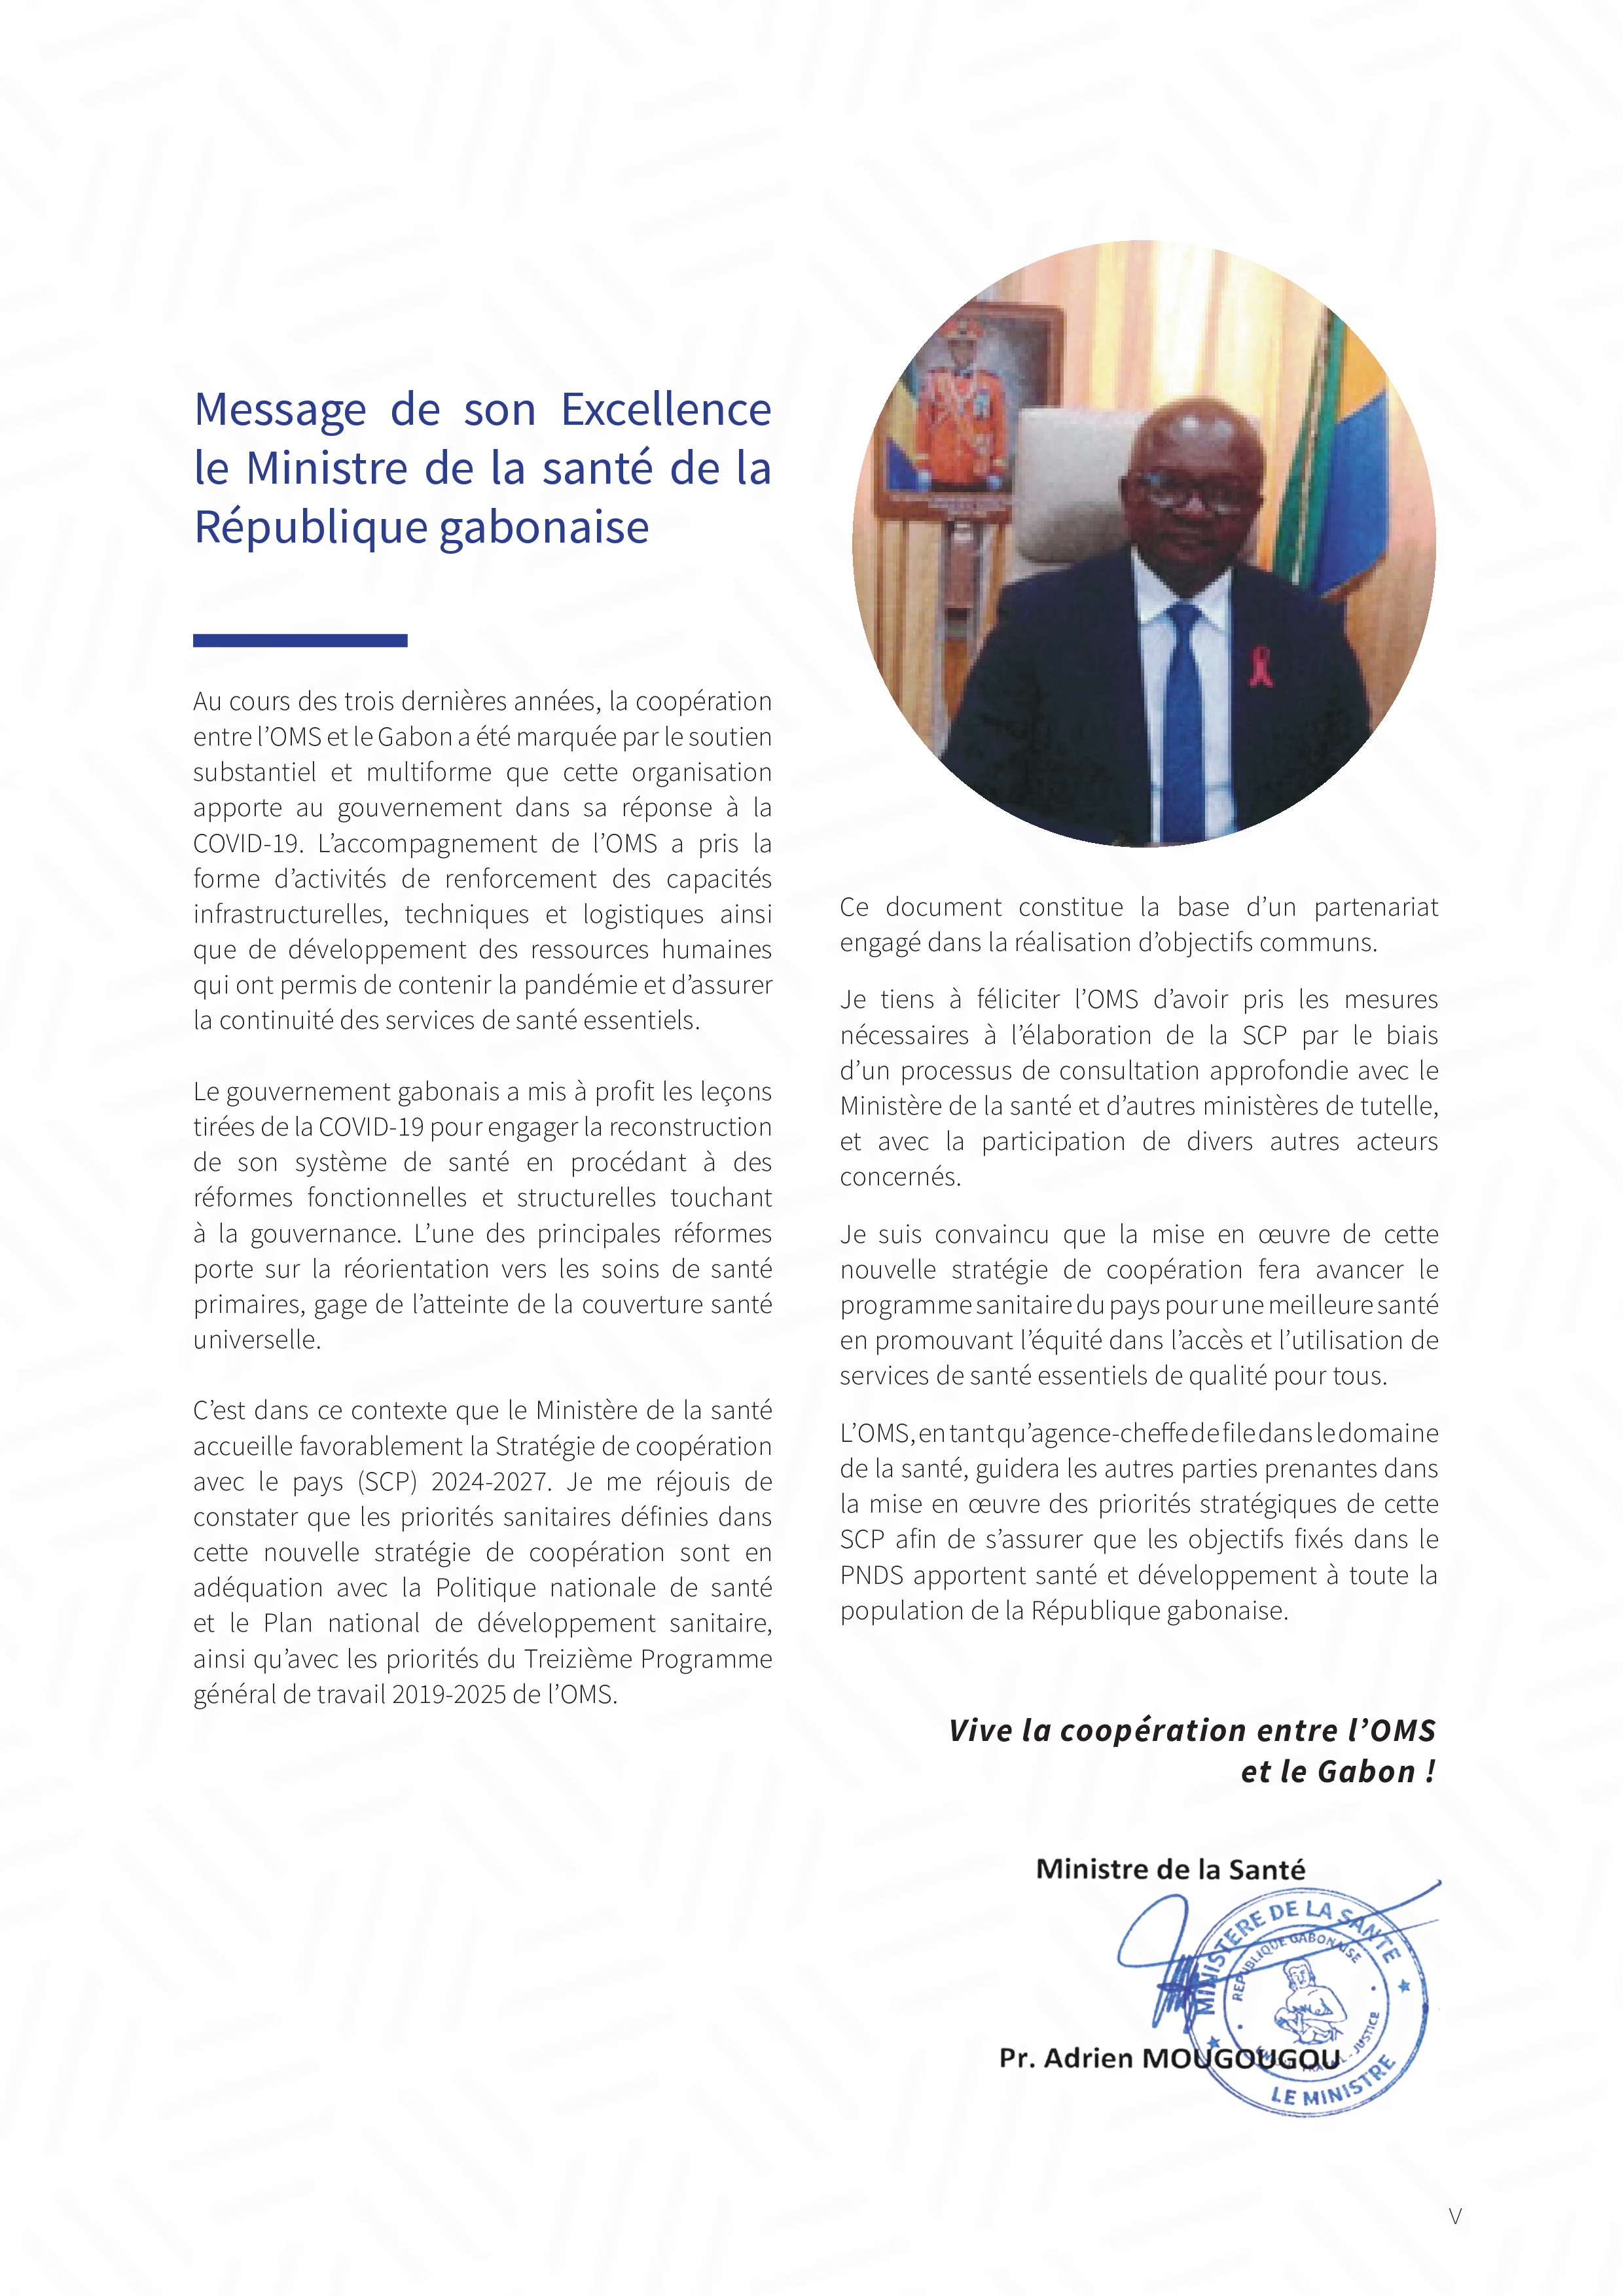 Message de son Excellence
le Ministre de la santé de la
République gabonaise
Au cours des trois dernières années, la coopération
entre l’OMS et le Gabon a été marquée par le soutien
substantiel et multiforme que cette organisation
apporte au gouvernement dans sa réponse à la
COVID-19. L’accompagnement de l’OMS a pris la
forme d’activités de renforcement des capacités
infrastructurelles, techniques et logistiques ainsi
que de développement des ressources humaines
qui ont permis de contenir la pandémie et d’assurer
la continuité des services de santé essentiels.
Le gouvernement gabonais a mis à profit les leçons
tirées de la COVID-19 pour engager la reconstruction
de son système de santé en procédant à des
réformes fonctionnelles et structurelles touchant
à la gouvernance. L’une des principales réformes
porte sur la réorientation vers les soins de santé
primaires, gage de l’atteinte de la couverture santé
universelle.
C’est dans ce contexte que le Ministère de la santé
accueille favorablement la Stratégie de coopération
avec le pays (SCP) 2024-2027. Je me réjouis de
constater que les priorités sanitaires définies dans
cette nouvelle stratégie de coopération sont en
adéquation avec la Politique nationale de santé
et le Plan national de développement sanitaire,
ainsi qu’avec les priorités du Treizième Programme
général de travail 2019-2025 de l’OMS.
Ce document constitue la base d’un partenariat
engagé dans la réalisation d’objectifs communs.
Je tiens à féliciter l’OMS d’avoir pris les mesures
nécessaires à l’élaboration de la SCP par le biais
d’un processus de consultation approfondie avec le
Ministère de la santé et d’autres ministères de tutelle,
et avec la participation de divers autres acteurs
concernés.
Je suis convaincu que la mise en œuvre de cette
nouvelle stratégie de coopération fera avancer le
programme sanitaire du pays pour une meilleure santé
en promouvant l’équité dans l’accès et l’utilisation de
services de santé essentiels de qualité pour tous.
L’OMS, en tant qu’agence-cheffe de file dans le domaine
de la santé, guidera les autres parties prenantes dans
la mise en œuvre des priorités stratégiques de cette
SCP afin de s’assurer que les objectifs fixés dans le
PNDS apportent santé et développement à toute la
population de la République gabonaise.
Vive la coopération entre l’OMS
et le Gabon !
Ministre de la Santé
MINISTERE DE LA SANTE
REPUBLIQUE GABONAISE
JUSTICE
LE MINISTRE
Pr. Adrien MOUGOUGOU
V